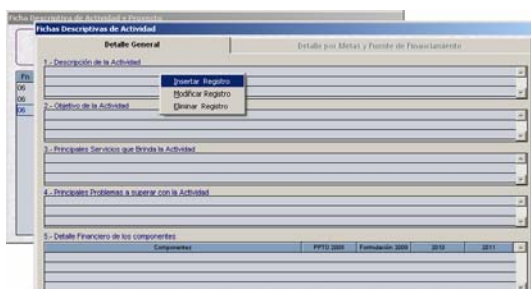 Ficha Descriptiva de Actividad y Proyecto
Fichas Descriptivas de Actividad
Detalle General
Detalle por Metas y Fuente de Financiamiento
1.- Descripción de la Actividad
Insertar Registro
Modificar Registro
Eliminar Registro
Fn
06
06
06
2.- Objetivo de la Actividad
3.- Principales Servicios que Brinda la Actividad
4.- Principales Problemas a superar con la Actividad
5.- Detalle Financiero de los componentes
Componentes
PPTO 2008
Formulación 2009
2010
2011